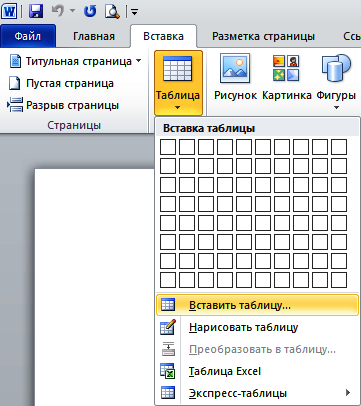 Файл Главная Вставка Разметка страницы Ссы
Титульная страница
Пустая страница
Разрыв страницы
Страницы
Таблица
Рисунок Картинка Фигуры
Вставка таблицы
Вставить таблицу...
Нарисовать таблицу
Преобразовать в таблицу...
Таблица Excel
Экспресс-таблицы